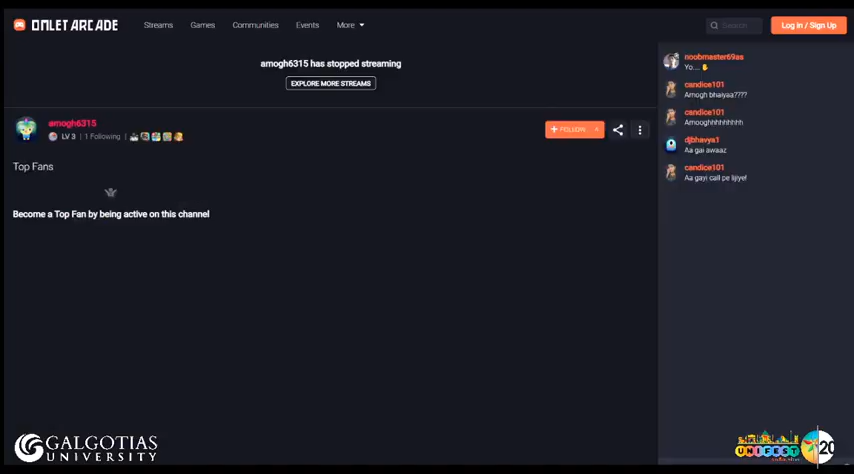 OMLET ARCADE
Streams
Games
Communities
Events
More
Search
Log in / Sign Up
amogh6315 has stopped streaming
EXPLORE MORE STREAMS
amogh6315
LV 3 | 1 Following |
+ FOLLOW
Top Fans
Become a Top Fan by being active on this channel
noobmaster69as
Yo....✋
candice101
Amogh bhaiyaa????
candice101
Amooghhhhhhhh
djbhavya1
Aa gai awaaz
candice101
Aa gayi call pe lijiye!
GALGOTIAS
UNIVERSITY
UNIFEST
20